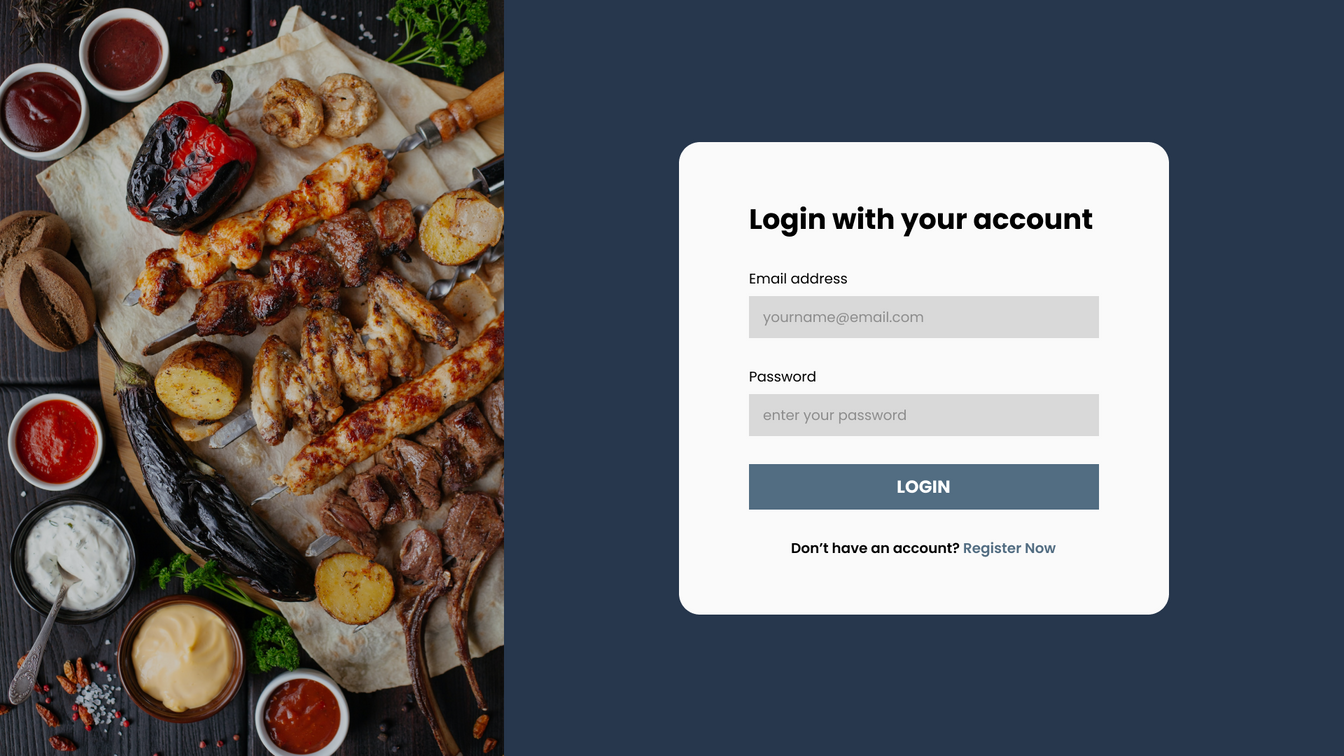 Login with your account
Email address
yourname@email.com
Password
enter your password
LOGIN
Don’t have an account? Register Now